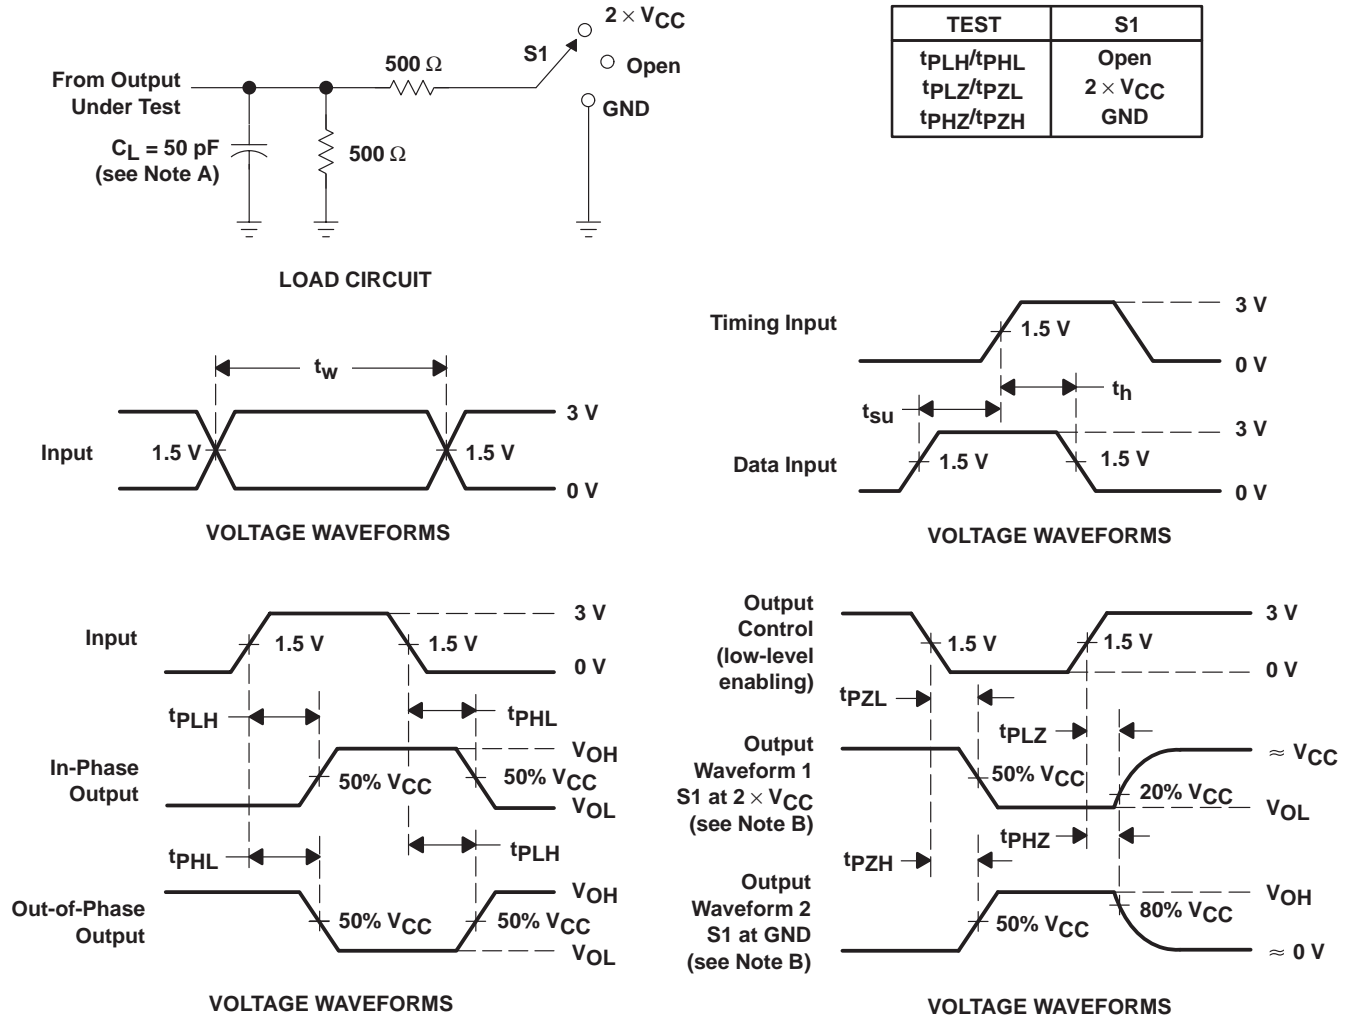 2 × VCC
S1
Open
GND
500 Ω
From Output
Under Test
CL = 50 pF
(see Note A)
500 Ω
LOAD CIRCUIT
TEST S1
tPLH/tPHL Open
tPLZ/tPZL 2 × VCC
tPHZ/tPZH GND
tw
3 V
Input
1.5 V
1.5 V
0 V
VOLTAGE WAVEFORMS
Timing Input
3 V
1.5 V
0 V
th
tsu
3 V
Data Input
1.5 V
1.5 V
0 V
VOLTAGE WAVEFORMS
Input
3 V
1.5 V
1.5 V
0 V
tPLH
tPHL
In-Phase
Output
VOH
50% VCC
50% VCC
VOL
tPHL
tPLH
Out-of-Phase
Output
VOH
50% VCC
50% VCC
VOL
VOLTAGE WAVEFORMS
Output
Control
(low-level
enabling)
3 V
1.5 V
1.5 V
0 V
tPZL
tPLZ
Output
Waveform 1
S1 at 2 × VCC
(see Note B)
≈ VCC
50% VCC
20% VCC
VOL
tPHZ
tPZH
Output
Waveform 2
S1 at GND
(see Note B)
VOH
50% VCC
80% VCC
≈ 0 V
VOLTAGE WAVEFORMS